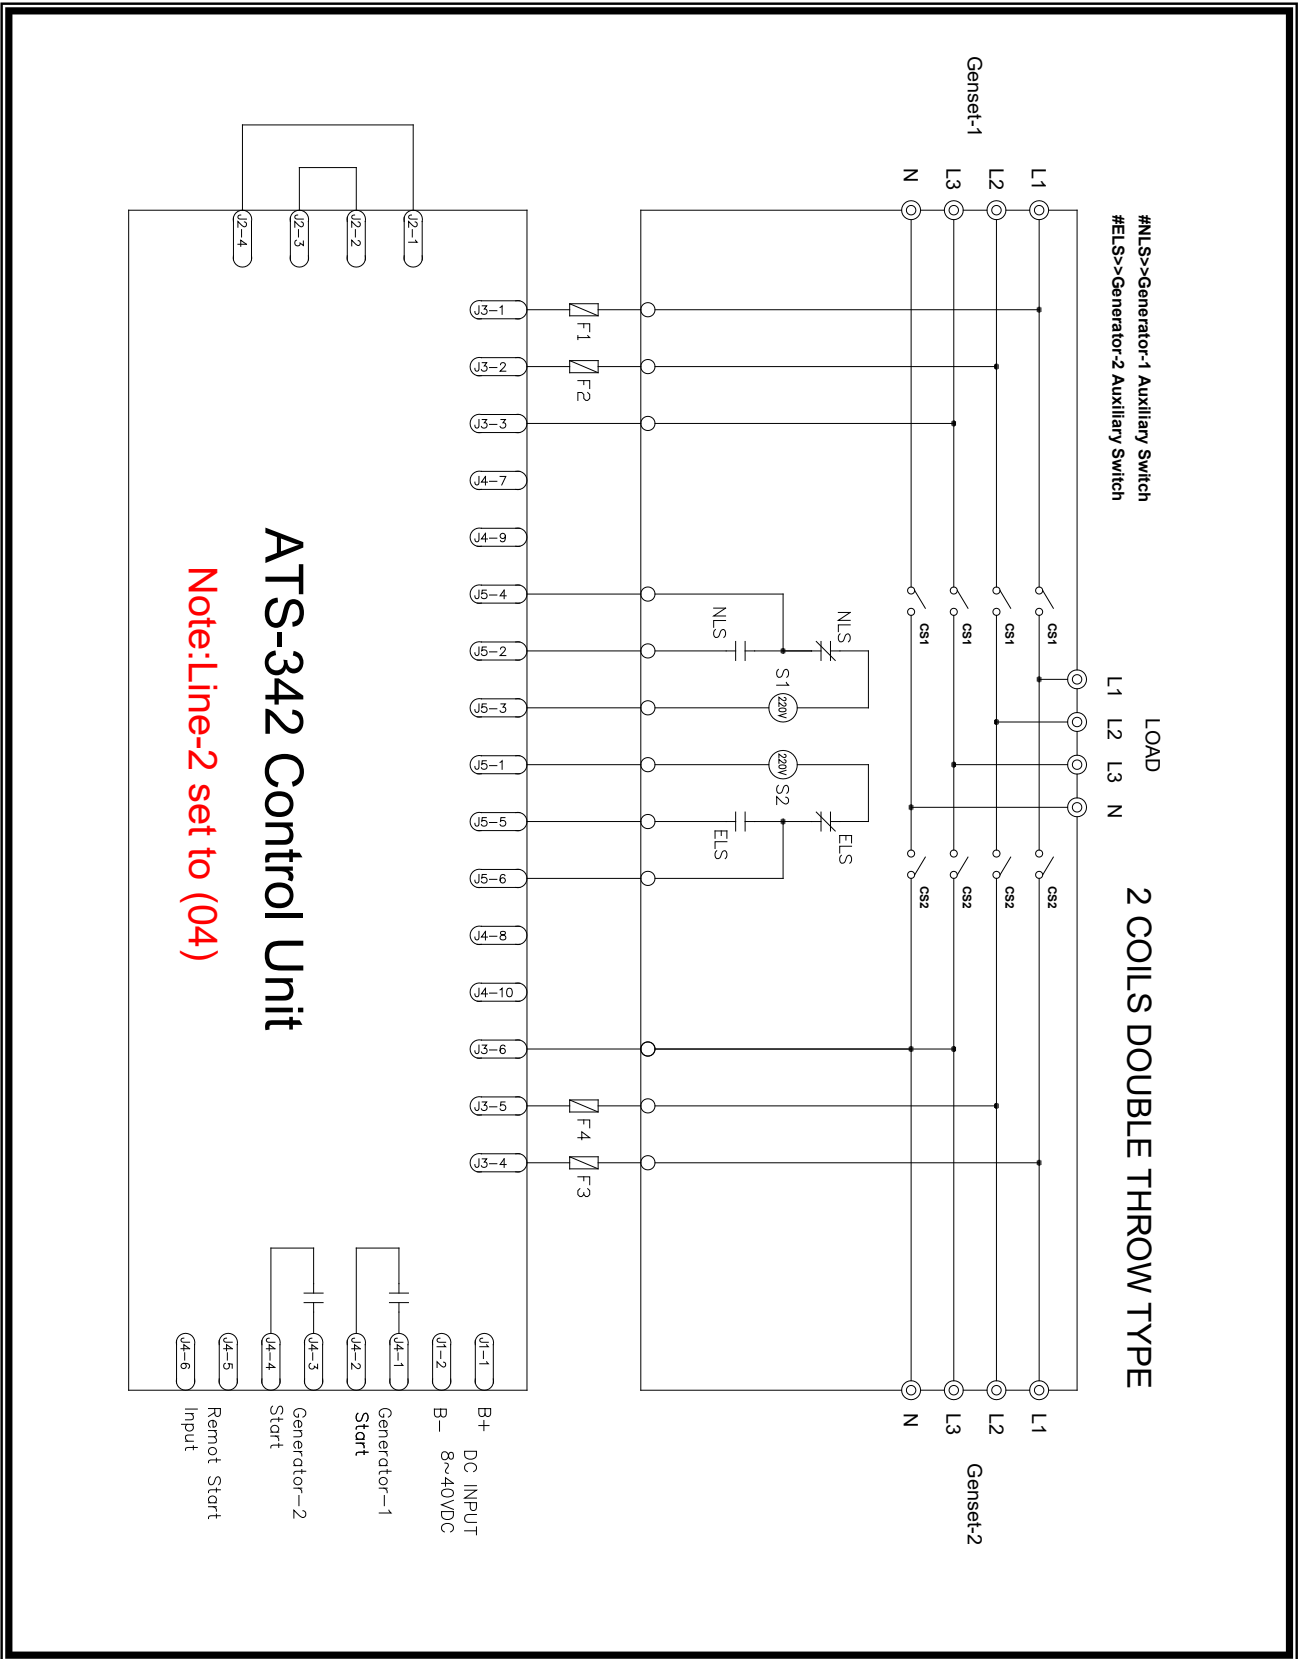 2 COILS DOUBLE THROW TYPE
#NLS>>Generator-1 Auxiliary Switch
#ELS>>Generator-2 Auxiliary Switch
LOAD
L1 L2 L3 N
Genset-1
L1
L2
L3
N
CS1
CS1
CS1
CS1
CS2
CS2
CS2
CS2
Genset-2
L1
L2
L3
N
NLS
NLS
S1
220V
220V
S2
ELS
ELS
F1
F2
F4
F3
J3-1
J3-2
J3-3
J4-7
J4-9
J5-4
J5-2
J5-3
J5-1
J5-5
J5-6
J4-8
J4-10
J3-6
J3-5
J3-4
J2-1
J2-2
J2-3
J2-4
ATS-342 Control Unit
Note:Line-2 set to (04)
J1-1
J1-2
J4-1
J4-2
J4-3
J4-4
J4-5
J4-6
B+ DC INPUT
B- 8~40VDC
Generator-1
Start
Generator-2
Start
Remot Start
Input